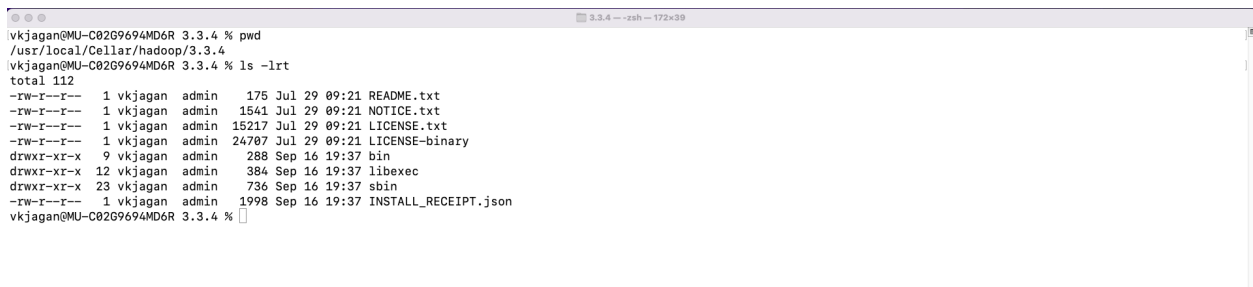 3.3.4 — -zsh — 172×39
vkjagan@MU-C02G9694MD6R 3.3.4 % pwd
/usr/local/Cellar/hadoop/3.3.4
vkjagan@MU-C02G9694MD6R 3.3.4 % ls -lrt
total 112
-rw-r--r--   1 vkjagan  admin    175 Jul 29 09:21 README.txt
-rw-r--r--   1 vkjagan  admin   1541 Jul 29 09:21 NOTICE.txt
-rw-r--r--   1 vkjagan  admin  15217 Jul 29 09:21 LICENSE.txt
-rw-r--r--   1 vkjagan  admin  24707 Jul 29 09:21 LICENSE-binary
drwxr-xr-x   9 vkjagan  admin    288 Sep 16 19:37 bin
drwxr-xr-x  12 vkjagan  admin    384 Sep 16 19:37 libexec
drwxr-xr-x  23 vkjagan  admin    736 Sep 16 19:37 sbin
-rw-r--r--   1 vkjagan  admin   1998 Sep 16 19:37 INSTALL_RECEIPT.json
vkjagan@MU-C02G9694MD6R 3.3.4 %